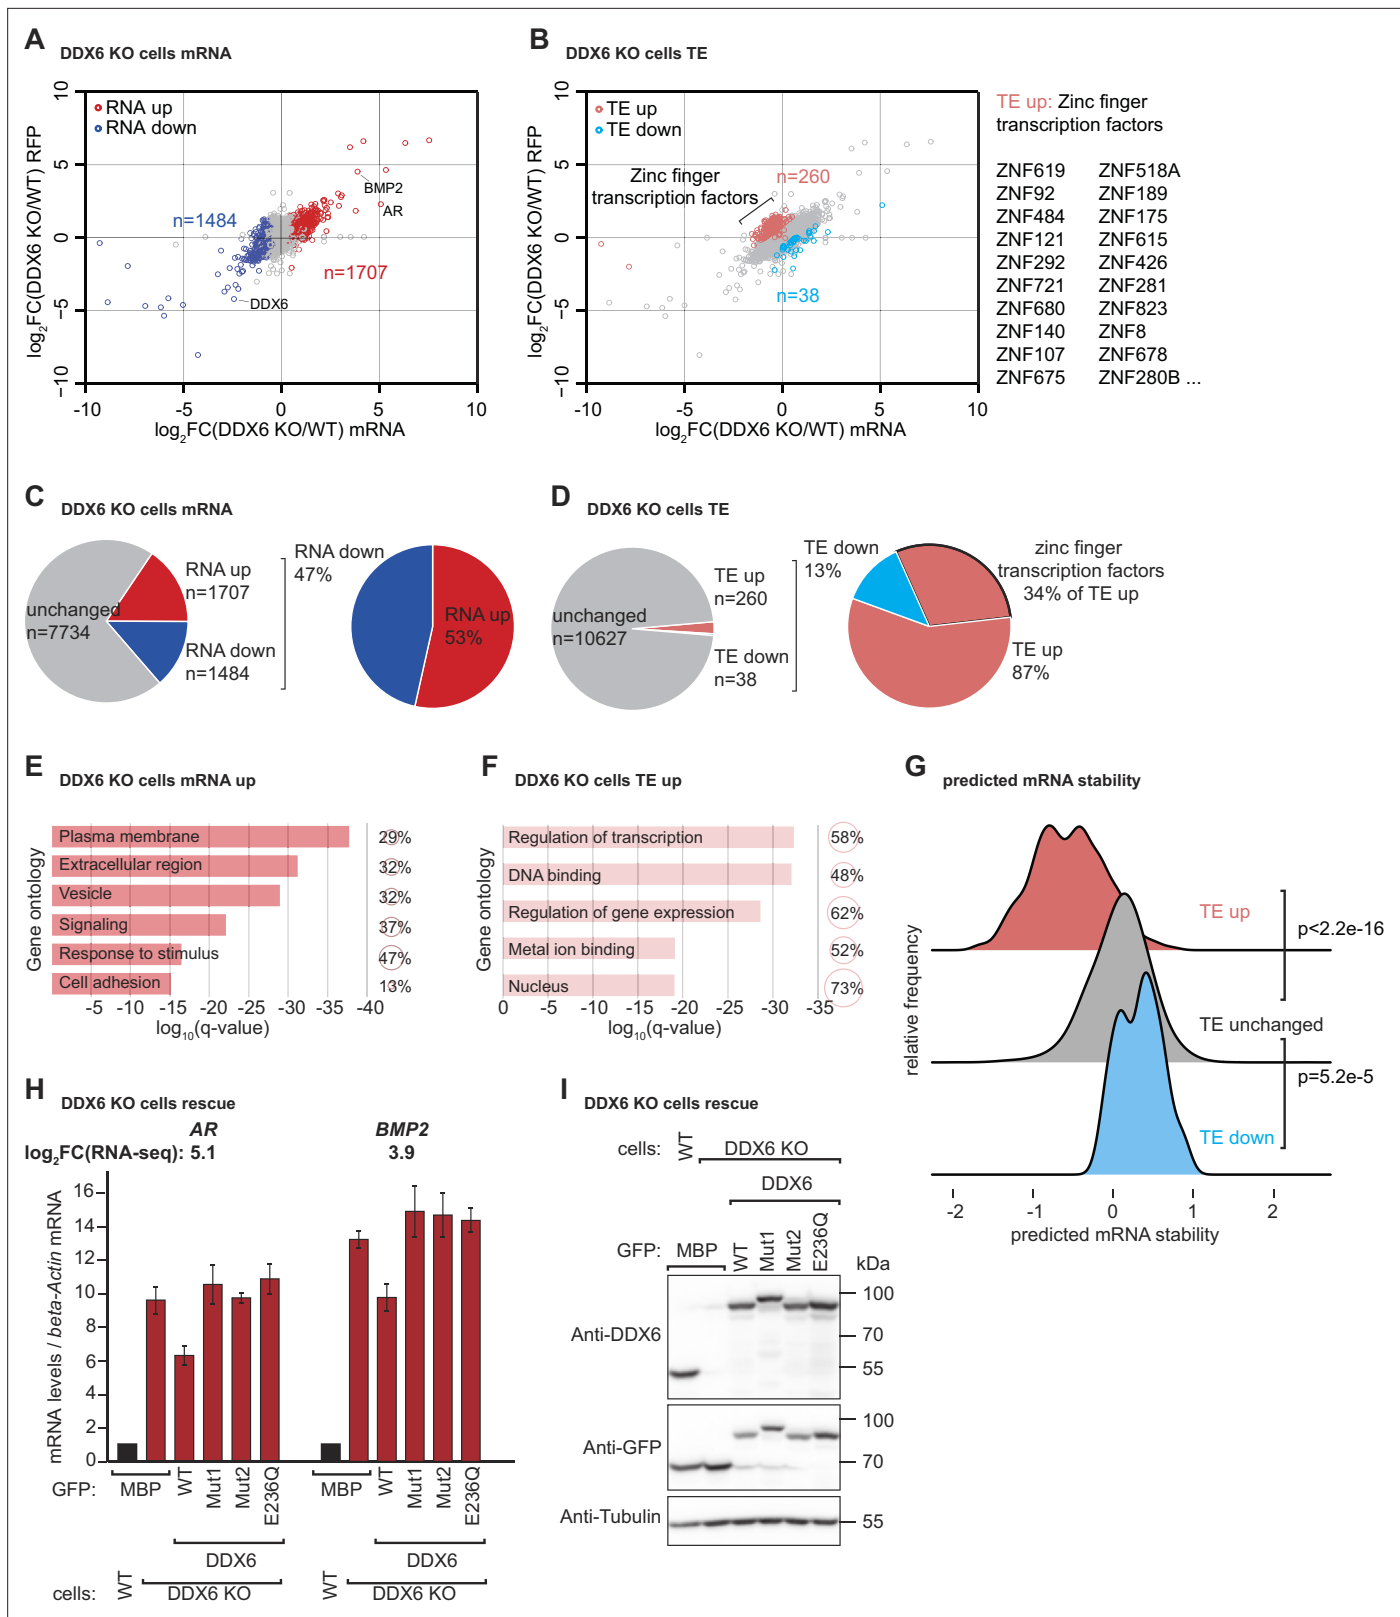 A DDX6 KO cells mRNA
log2FC(DDX6 KO/WT) RFP
10
5
0
−5
−10
RNA up
RNA down
BMP2
AR
n=1484
n=1707
DDX6
-10 -5 0 5 10
log2FC(DDX6 KO/WT) mRNA
B DDX6 KO cells TE
log2FC(DDX6 KO/WT) RFP
10
5
0
−5
−10
TE up
TE down
Zinc finger
transcription factors
n=260
n=38
-10 -5 0 5 10
log2FC(DDX6 KO/WT) mRNA
TE up: Zinc finger
transcription factors
ZNF619 ZNF518A
ZNF92 ZNF189
ZNF484 ZNF175
ZNF121 ZNF615
ZNF292 ZNF426
ZNF721 ZNF281
ZNF680 ZNF823
ZNF140 ZNF8
ZNF107 ZNF678
ZNF675 ZNF280B ...
C DDX6 KO cells mRNA
unchanged
n=7734
RNA up
n=1707
RNA down
n=1484
RNA down
47%
RNA up
53%
D DDX6 KO cells TE
unchanged
n=10627
TE up
n=260
TE down
n=38
TE down
13%
zinc finger
transcription factors
34% of TE up
TE up
87%
E DDX6 KO cells mRNA up
Gene ontology
Plasma membrane 29%
Extracellular region 32%
Vesicle 32%
Signaling 37%
Response to stimulus 47%
Cell adhesion 13%
-5 -10 -15 -20 -25 -30 -35 -40
log10(q-value)
F DDX6 KO cells TE up
Gene ontology
Regulation of transcription 58%
DNA binding 48%
Regulation of gene expression 62%
Metal ion binding 52%
Nucleus 73%
0 -5 -10 -15 -20 -25 -30 -35
log10(q-value)
G predicted mRNA stability
relative frequency
TE up
p<2.2e-16
TE unchanged
p=5.2e-5
TE down
-2 -1 0 1 2
predicted mRNA stability
H DDX6 KO cells rescue
AR BMP2
log2FC(RNA-seq): 5.1 3.9
mRNA levels / beta-Actin mRNA
16
14
12
10
8
6
4
2
0
GFP: MBP WT Mut1 Mut2 E236Q MBP WT Mut1 Mut2 E236Q
DDX6 DDX6
cells: WT DDX6 KO WT DDX6 KO
I DDX6 KO cells rescue
cells: WT DDX6 KO
DDX6
GFP: MBP WT Mut1 Mut2 E236Q kDa
Anti-DDX6
100
70
55
Anti-GFP
100
70
Anti-Tubulin 55